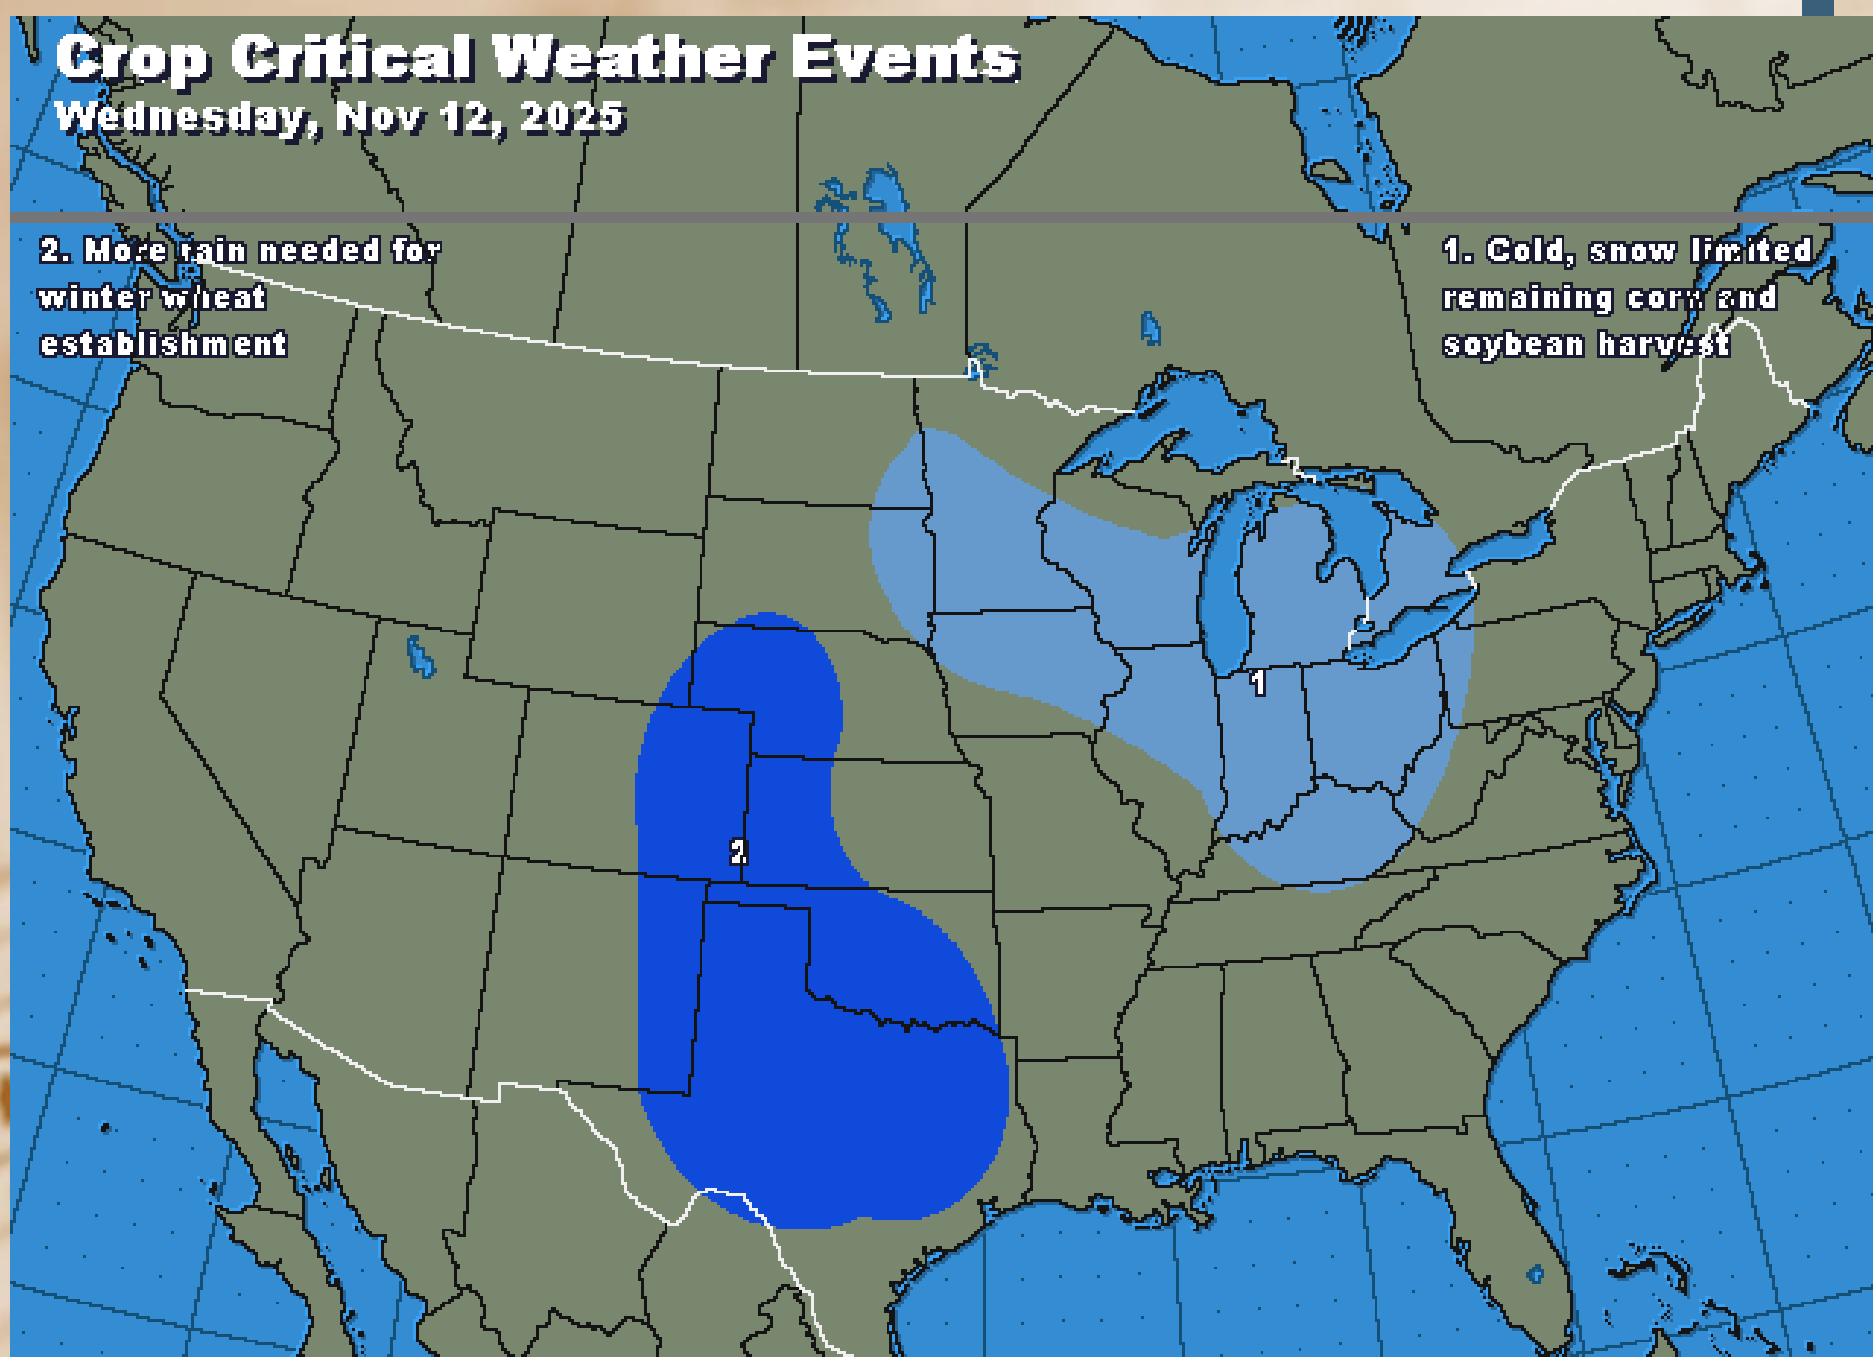 Crop Critical Weather Events
Wednesday, Nov 12, 2025
2. More rain needed for
winter wheat
establishment
1. Cold, snow limited
remaining corn and
soybean harvest
1
2